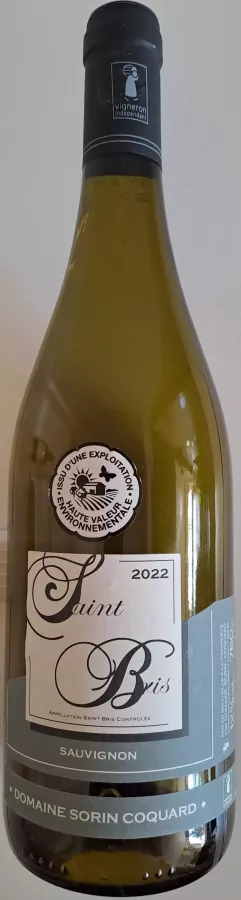 vigneron
indépendant
ISSU D'UNE EXPLOITATION
HAUTE VALEUR
ENVIRONNEMENTALE
2022
Saint
Bris
APPELLATION SAINT BRIS CONTROLÉE
SAUVIGNON
DOMAINE SORIN COQUARD